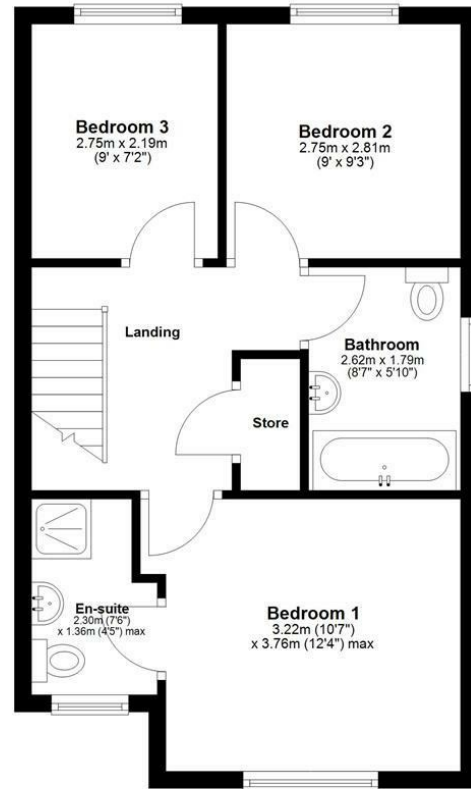 Bedroom 3
2.75m x 2.19m
(9' x 7'2")
Bedroom 2
2.75m x 2.81m
(9' x 9'3")
Landing
Bathroom
2.62m x 1.79m
(8'7" x 5'10")
Store
En-suite
2.30m (7'6")
x 1.36m (4'5") max
Bedroom 1
3.22m (10'7")
x 3.76m (12'4") max